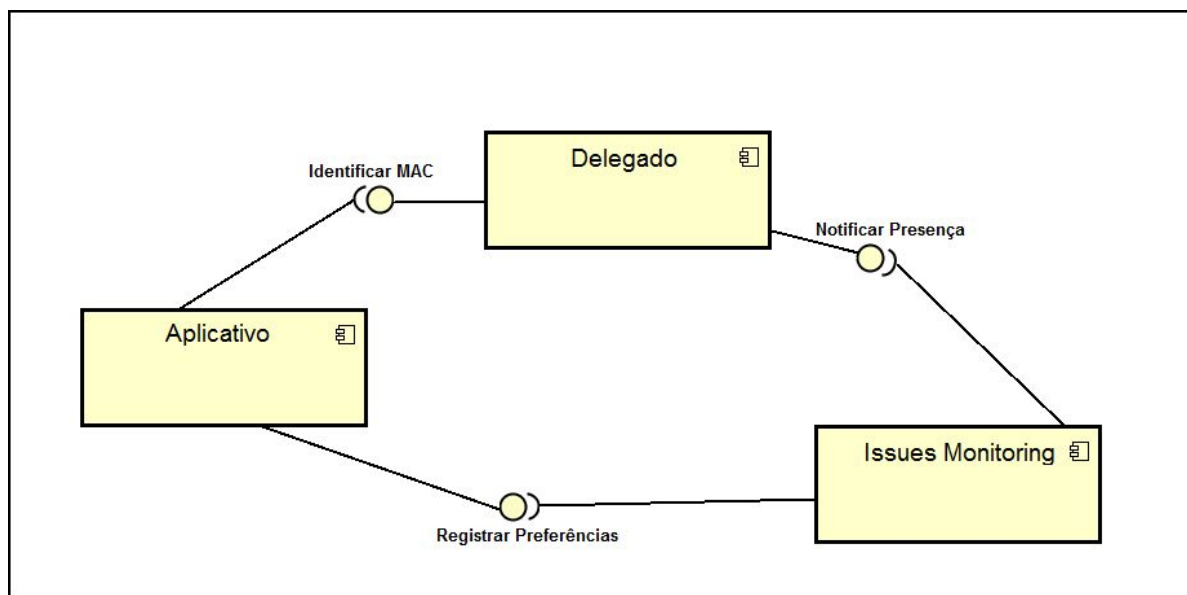 Delegado
Identificar MAC
Notificar Presença
Aplicativo
Issues Monitoring
Registrar Preferências